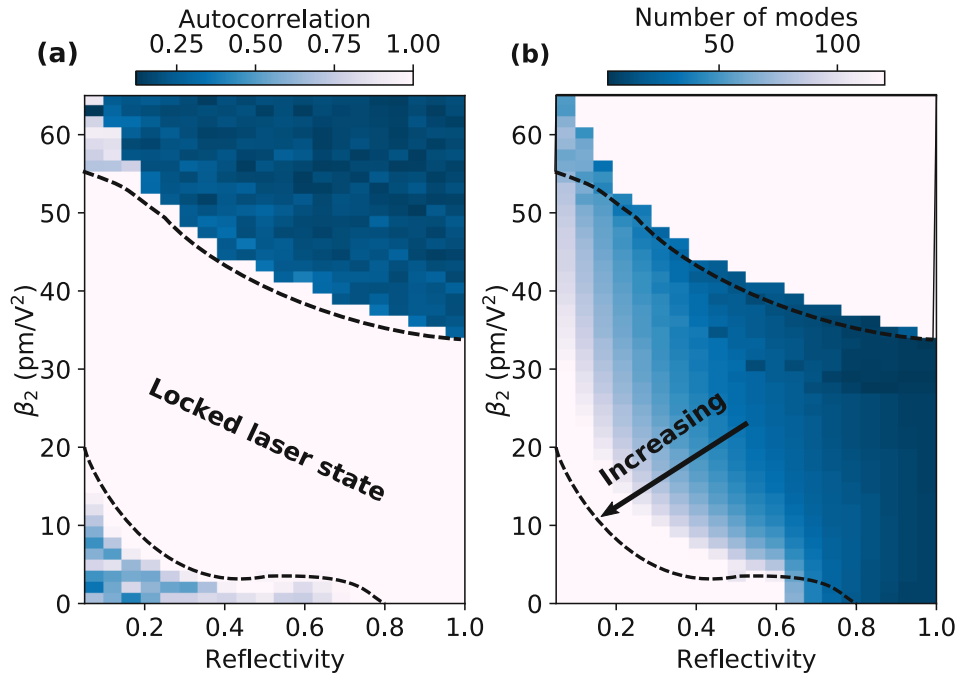 Autocorrelation
0.25 0.50 0.75 1.00
(a)
β2 (pm/V²)
60
50
40
30
20
10
0
Locked laser state
0.2 0.4 0.6 0.8 1.0
Reflectivity
Number of modes
50 100
(b)
β2 (pm/V²)
60
50
40
30
20
10
0
Increasing
0.2 0.4 0.6 0.8 1.0
Reflectivity